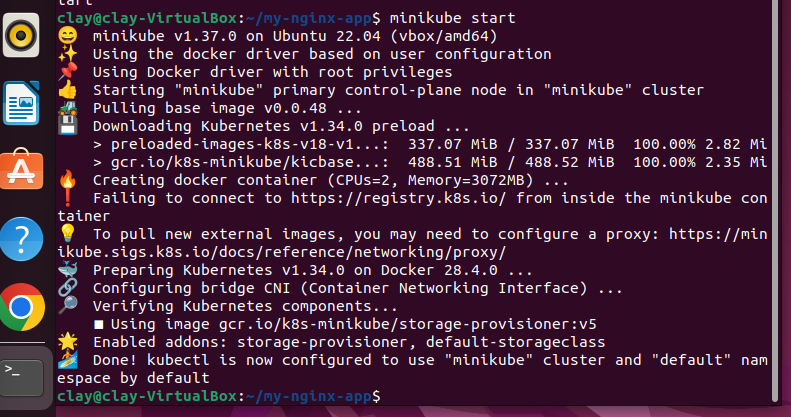 tart
clay@clay-VirtualBox:~/my-nginx-app$ minikube start
minikube v1.37.0 on Ubuntu 22.04 (vbox/amd64)
Using the docker driver based on user configuration
Using Docker driver with root privileges
Starting "minikube" primary control-plane node in "minikube" cluster
Pulling base image v0.0.48 ...
Downloading Kubernetes v1.34.0 preload ...
> preloaded-images-k8s-v18-v1...:  337.07 MiB / 337.07 MiB  100.00% 2.82 Mi
> gcr.io/k8s-minikube/kicbase...:  488.51 MiB / 488.52 MiB  100.00% 2.35 Mi
Creating docker container (CPUs=2, Memory=3072MB) ...
Failing to connect to https://registry.k8s.io/ from inside the minikube con
tainer
To pull new external images, you may need to configure a proxy: https://min
ikube.sigs.k8s.io/docs/reference/networking/proxy/
Preparing Kubernetes v1.34.0 on Docker 28.4.0 ...
Configuring bridge CNI (Container Networking Interface) ...
Verifying Kubernetes components...
■ Using image gcr.io/k8s-minikube/storage-provisioner:v5
Enabled addons: storage-provisioner, default-storageclass
Done! kubectl is now configured to use "minikube" cluster and "default" nam
espace by default
clay@clay-VirtualBox:~/my-nginx-app$